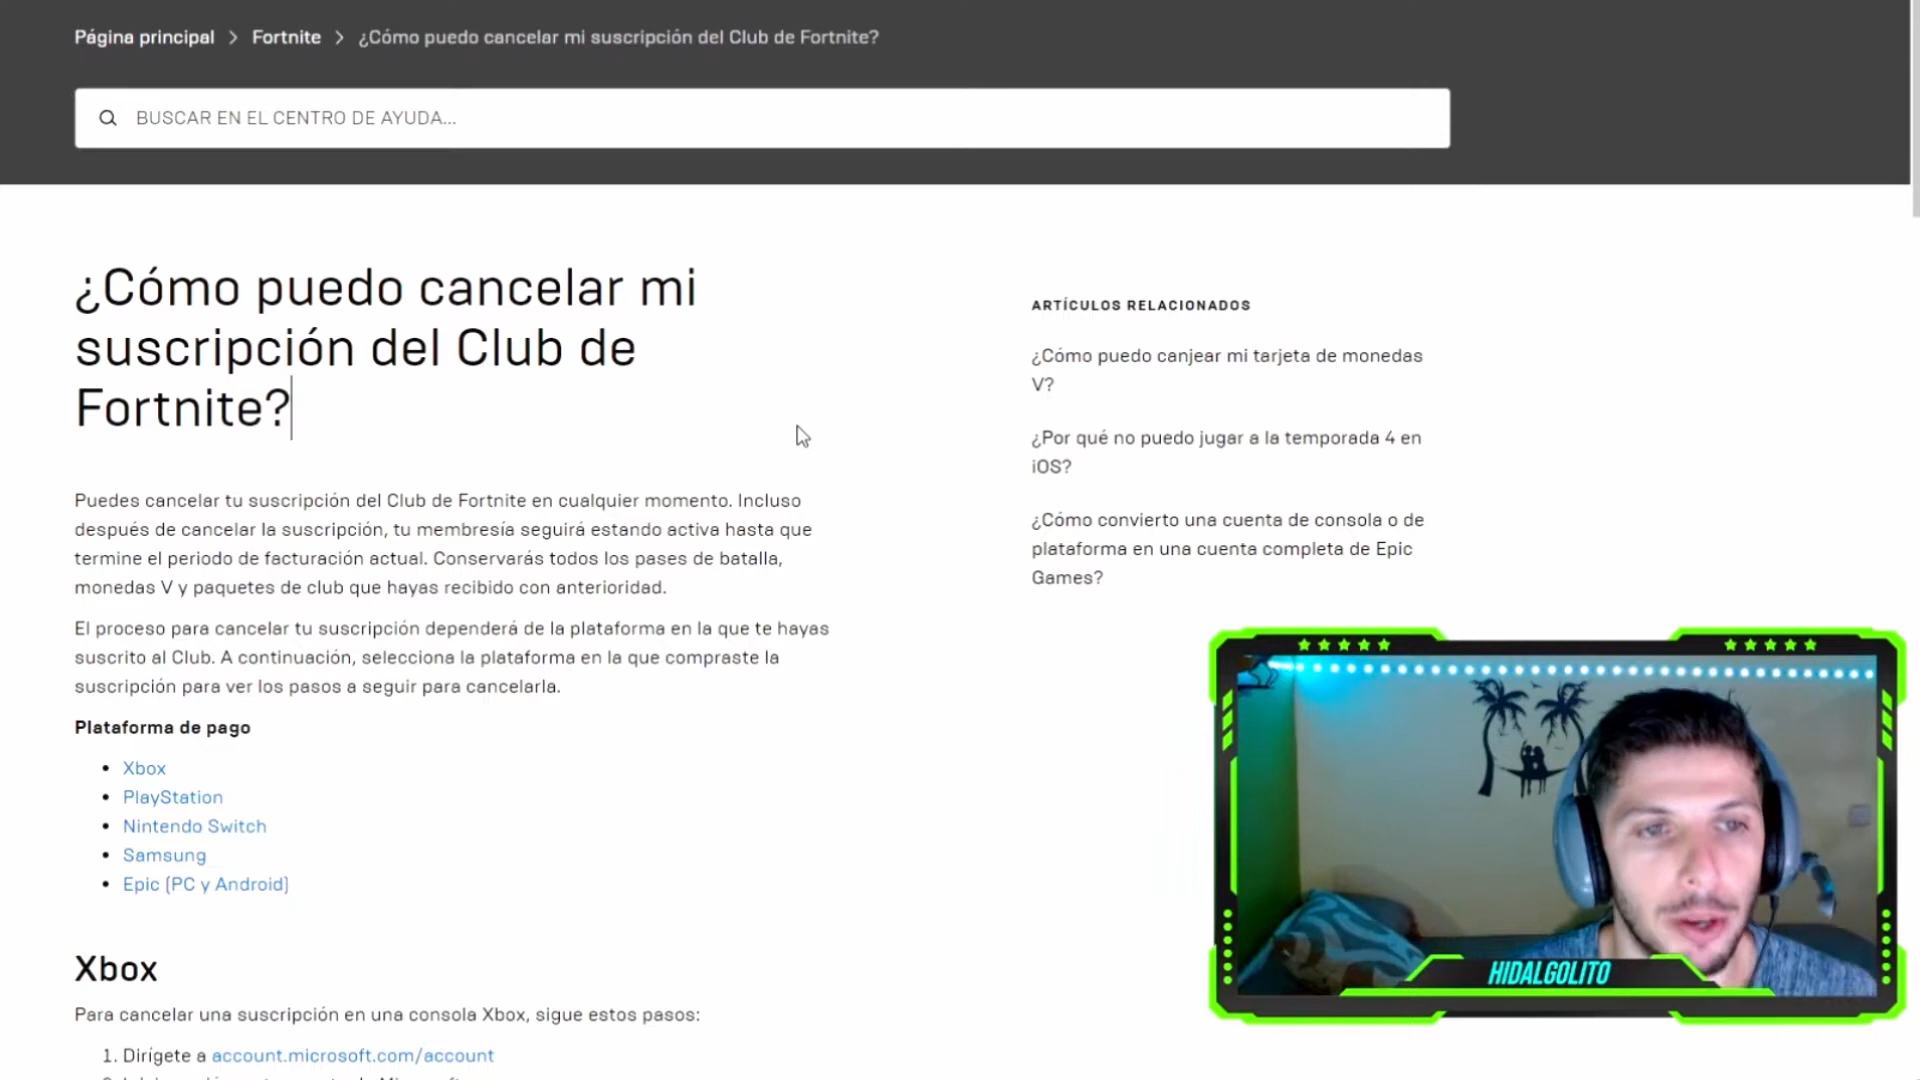 Página principal > Fortnite > ¿Cómo puedo cancelar mi suscripción del Club de Fortnite?
BUSCAR EN EL CENTRO DE AYUDA...
¿Cómo puedo cancelar mi
suscripción del Club de
Fortnite?
Puedes cancelar tu suscripción del Club de Fortnite en cualquier momento. Incluso
después de cancelar la suscripción, tu membresía seguirá estando activa hasta que
termine el periodo de facturación actual. Conservarás todos los pases de batalla,
monedas V y paquetes de club que hayas recibido con anterioridad.
El proceso para cancelar tu suscripción dependerá de la plataforma en la que te hayas
suscrito al Club. A continuación, selecciona la plataforma en la que compraste la
suscripción para ver los pasos a seguir para cancelarla.
Plataforma de pago
• Xbox
• PlayStation
• Nintendo Switch
• Samsung
• Epic (PC y Android)
Xbox
Para cancelar una suscripción en una consola Xbox, sigue estos pasos:
1. Dirígete a account.microsoft.com/account
ARTÍCULOS RELACIONADOS
¿Cómo puedo canjear mi tarjeta de monedas
V?
¿Por qué no puedo jugar a la temporada 4 en
iOS?
¿Cómo convierto una cuenta de consola o de
plataforma en una cuenta completa de Epic
Games?
HIDALGOLITO